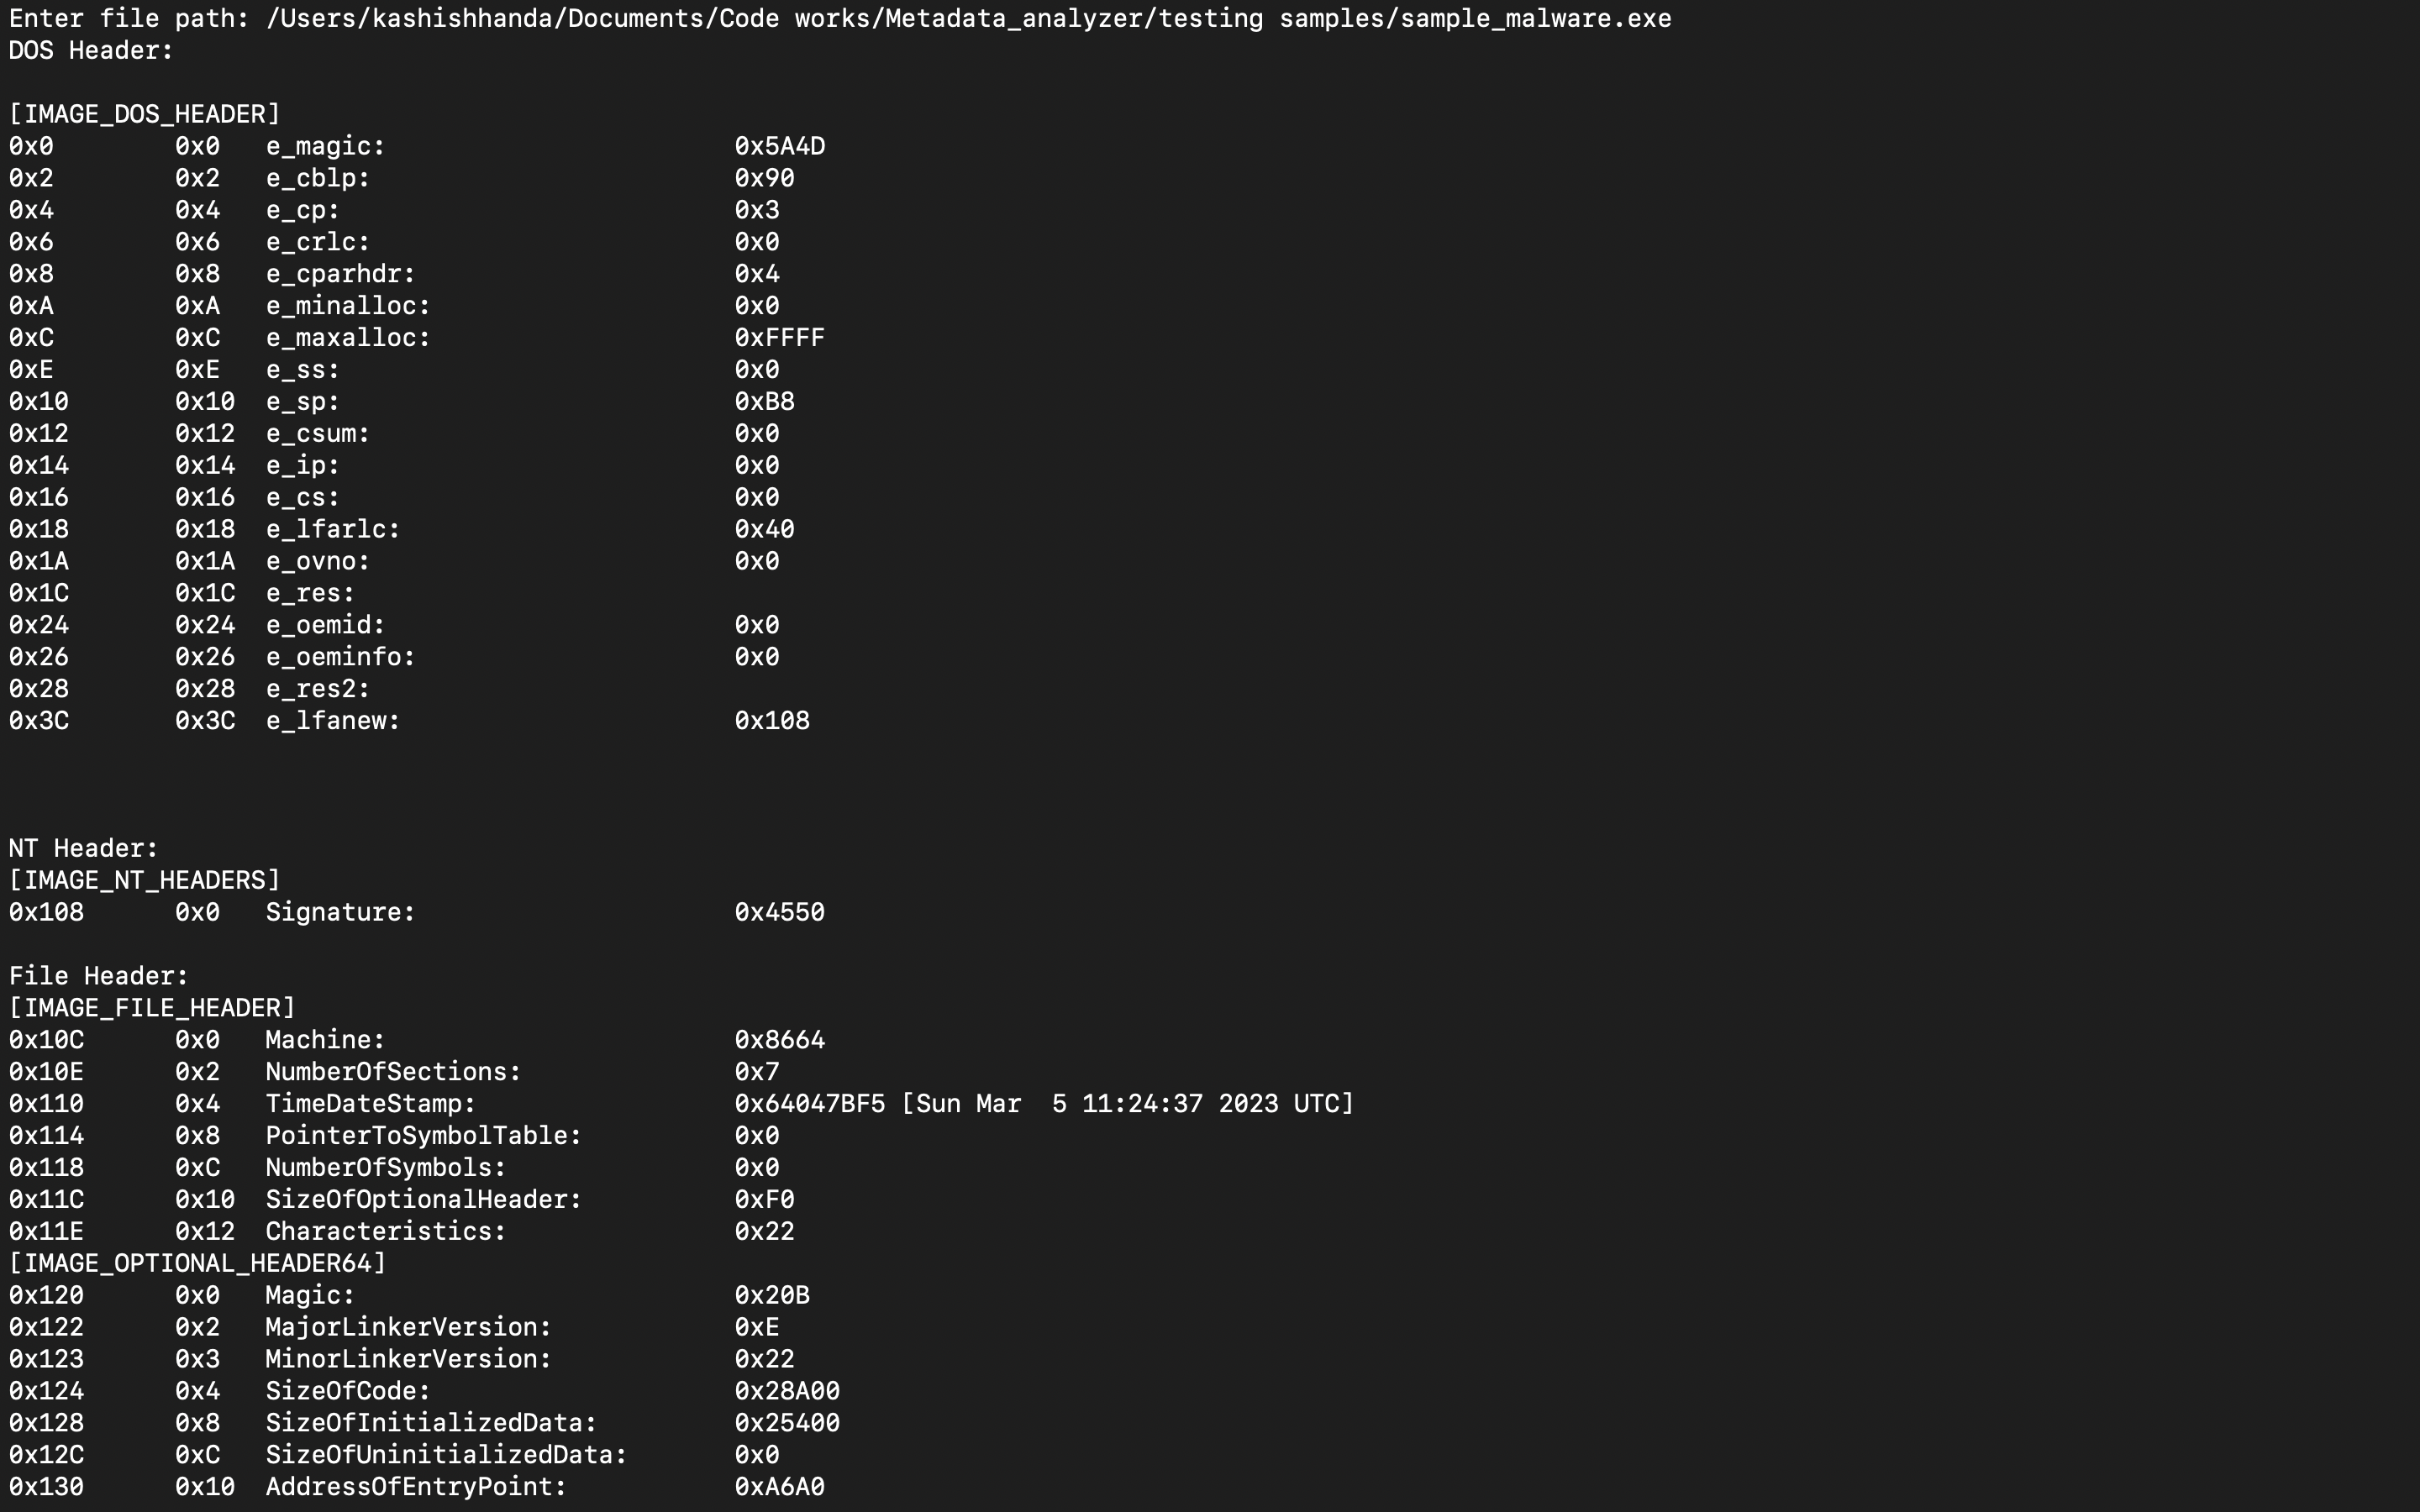 Enter file path: /Users/kashishhanda/Documents/Code works/Metadata_analyzer/testing samples/sample_malware.exe
DOS Header:
[IMAGE_DOS_HEADER]
0x0 0x0 e_magic: 0x5A4D
0x2 0x2 e_cblp: 0x90
0x4 0x4 e_cp: 0x3
0x6 0x6 e_crlc: 0x0
0x8 0x8 e_cparhdr: 0x4
0xA 0xA e_minalloc: 0x0
0xC 0xC e_maxalloc: 0xFFFF
0xE 0xE e_ss: 0x0
0x10 0x10 e_sp: 0xB8
0x12 0x12 e_csum: 0x0
0x14 0x14 e_ip: 0x0
0x16 0x16 e_cs: 0x0
0x18 0x18 e_lfarlc: 0x40
0x1A 0x1A e_ovno: 0x0
0x1C 0x1C e_res:
0x24 0x24 e_oemid: 0x0
0x26 0x26 e_oeminfo: 0x0
0x28 0x28 e_res2:
0x3C 0x3C e_lfanew: 0x108
NT Header:
[IMAGE_NT_HEADERS]
0x108 0x0 Signature: 0x4550
File Header:
[IMAGE_FILE_HEADER]
0x10C 0x0 Machine: 0x8664
0x10E 0x2 NumberOfSections: 0x7
0x110 0x4 TimeDateStamp: 0x64047BF5 [Sun Mar  5 11:24:37 2023 UTC]
0x114 0x8 PointerToSymbolTable: 0x0
0x118 0xC NumberOfSymbols: 0x0
0x11C 0x10 SizeOfOptionalHeader: 0xF0
0x11E 0x12 Characteristics: 0x22
[IMAGE_OPTIONAL_HEADER64]
0x120 0x0 Magic: 0x20B
0x122 0x2 MajorLinkerVersion: 0xE
0x123 0x3 MinorLinkerVersion: 0x22
0x124 0x4 SizeOfCode: 0x28A00
0x128 0x8 SizeOfInitializedData: 0x25400
0x12C 0xC SizeOfUninitializedData: 0x0
0x130 0x10 AddressOfEntryPoint: 0xA6A0